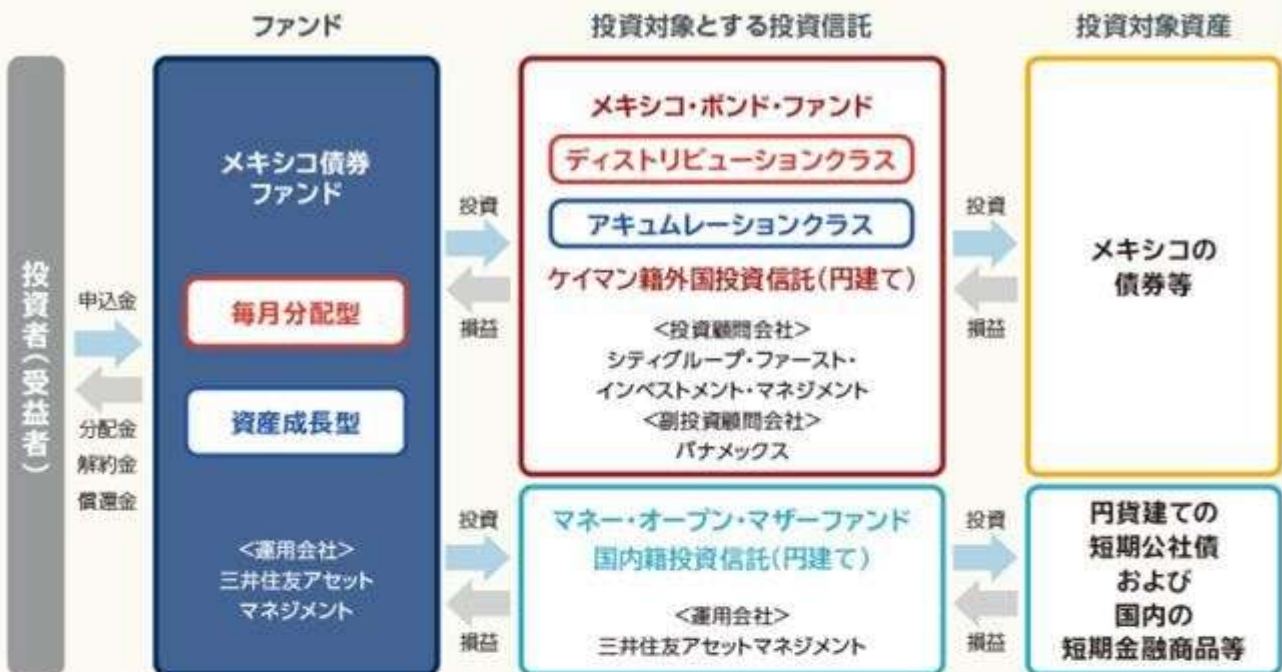 ファンド
投資対象とする投資信託
投資対象資産
投資者(受益者)
申込金
分配金
解約金
償還金
メキシコ債券
ファンド
毎月分配型
資産成長型
<運用会社>
三井住友アセット
マネジメント
投資
損益
投資
損益
メキシコ・ボンド・ファンド
ディストリビューションクラス
アキュムレーションクラス
ケイマン籍外国投資信託(円建て)
<投資顧問会社>
シティグループ・ファースト・
インベストメント・マネジメント
<副投資顧問会社>
バナメックス
マネー・オープン・マザーファンド
国内籍投資信託(円建て)
<運用会社>
三井住友アセットマネジメント
投資
損益
投資
損益
メキシコの
債券等
円貨建ての
短期公社債
および
国内の
短期金融商品等